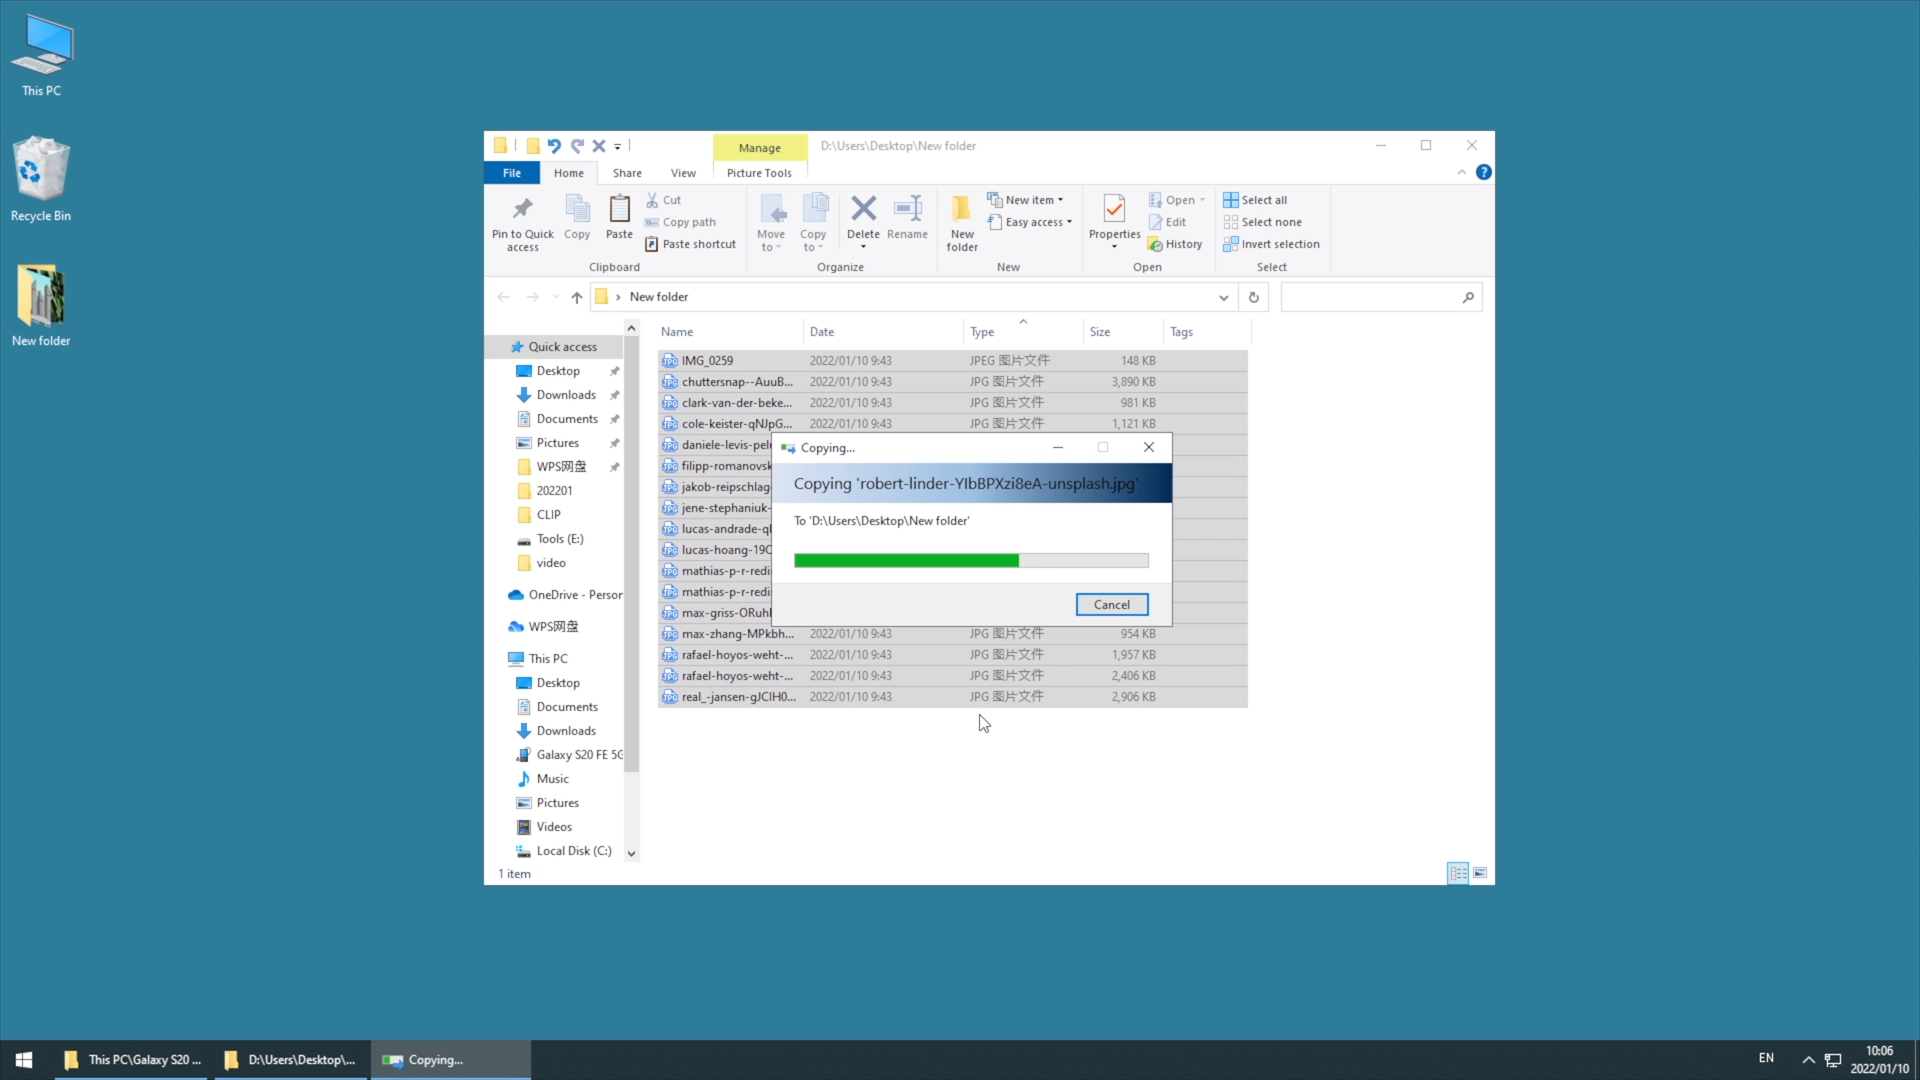 This PC
Recycle Bin
New folder
Manage
D:\Users\Desktop\New folder
File
Home
Share
View
Picture Tools
Pin to Quick access
Copy
Paste
Cut
Copy path
Paste shortcut
Clipboard
Move to
Copy to
Delete
Rename
Organize
New folder
New item
Easy access
New
Properties
Open
Edit
History
Open
Select all
Select none
Invert selection
Select
New folder
Quick access
Desktop
Downloads
Documents
Pictures
WPS网盘
202201
CLIP
Tools (E:)
video
OneDrive - Person
WPS网盘
This PC
Desktop
Documents
Downloads
Galaxy S20 FE 5G
Music
Pictures
Videos
Local Disk (C:)
1 item
Name Date Type Size Tags
IMG_0259 2022/01/10 9:43 JPEG 图片文件 148 KB
chuttersnap--AuuB... 2022/01/10 9:43 JPG 图片文件 3,890 KB
clark-van-der-beke... 2022/01/10 9:43 JPG 图片文件 981 KB
cole-keister-qNJpG... 2022/01/10 9:43 JPG 图片文件 1,121 KB
daniele-levis-pelu
filipp-romanovsk
jakob-reipschlage
jene-stephaniuk-
lucas-andrade-ql
lucas-hoang-19C
mathias-p-r-redi
mathias-p-r-redi
max-griss-ORuhl
max-zhang-MPkbh... 2022/01/10 9:43 JPG 图片文件 954 KB
rafael-hoyos-weht-... 2022/01/10 9:43 JPG 图片文件 1,957 KB
rafael-hoyos-weht-... 2022/01/10 9:43 JPG 图片文件 2,406 KB
real_-jansen-gJCIH0... 2022/01/10 9:43 JPG 图片文件 2,906 KB
Copying...
Copying 'robert-linder-YIbBPXzi8eA-unsplash.jpg'
To 'D:\Users\Desktop\New folder'
Cancel
This PC\Galaxy S20 ...
D:\Users\Desktop\...
Copying...
EN
10:06
2022/01/10